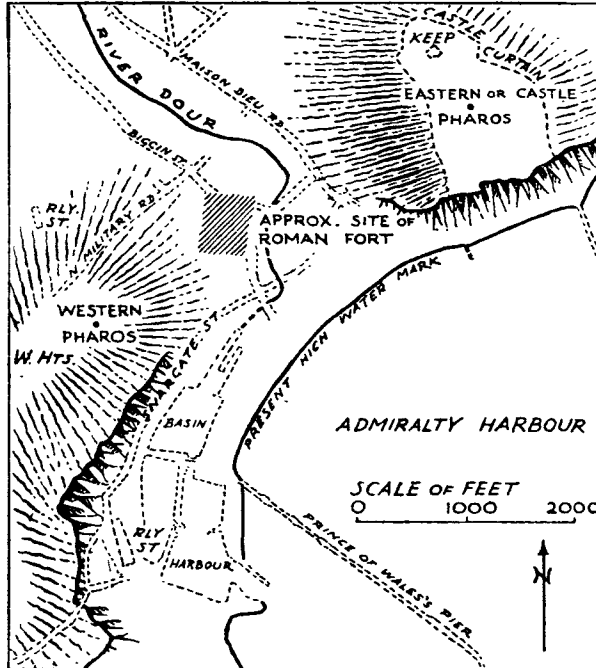 CASTLE
KEEP
CURTAIN
RIVER DOUR
MAISON DIEU RD
EASTERN OR CASTLE
PHAROS
BIGGIN ST.
RLY.
ST.
N. MILITARY RD.
APPROX. SITE OF
ROMAN FORT
WESTERN
PHAROS
W. HTS.
SNARGATE ST.
PRESENT HIGH WATER MARK
BASIN
ADMIRALTY HARBOUR
SCALE OF FEET
0 1000 2000
RLY
ST
HARBOUR
PRINCE OF WALES'S PIER
N